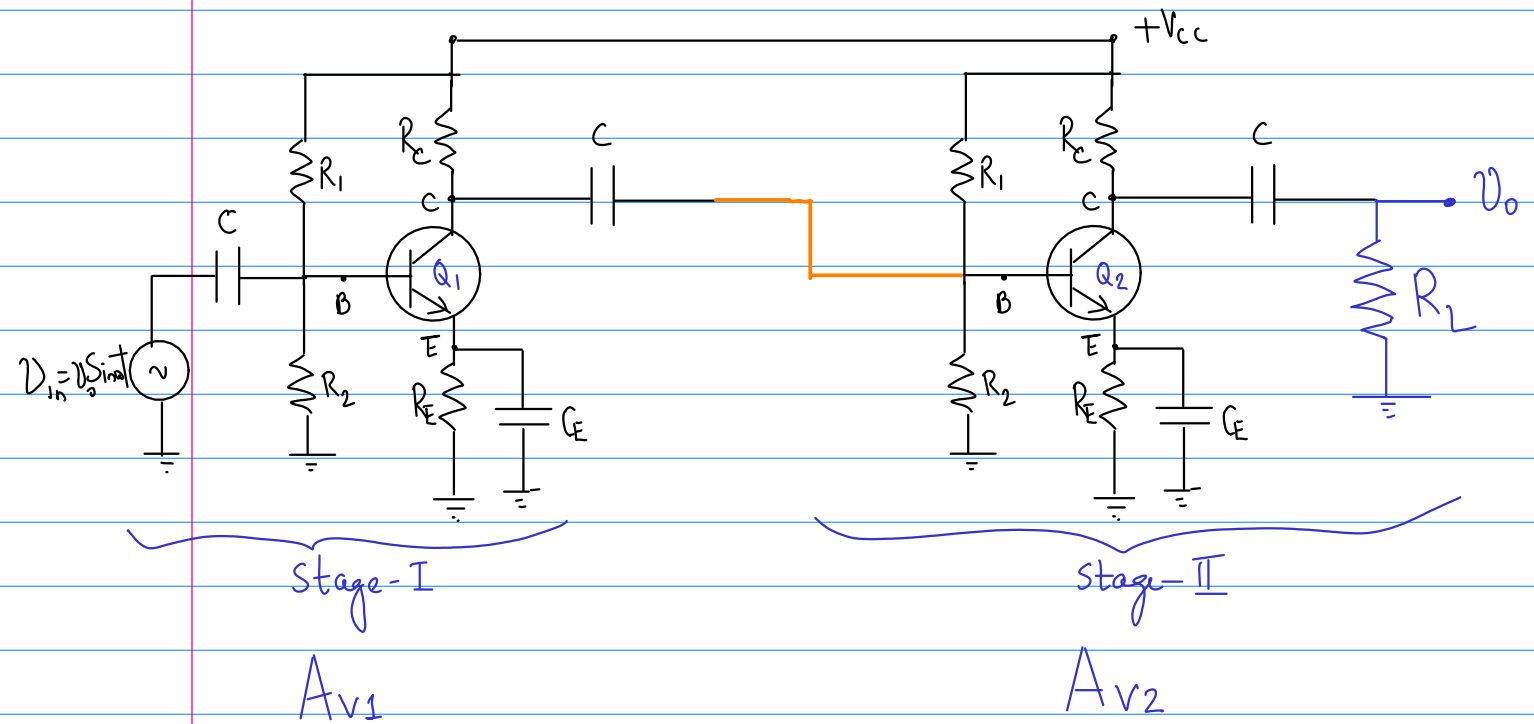 +VCC
RC
C
RC
C
R1
R1
C
C
vo
C
Q1
Q2
B
B
RL
E
E
vin = v0 Sinωt
~
R2
RE
CE
R2
RE
CE
Stage-I
Stage-II
AV1
AV2